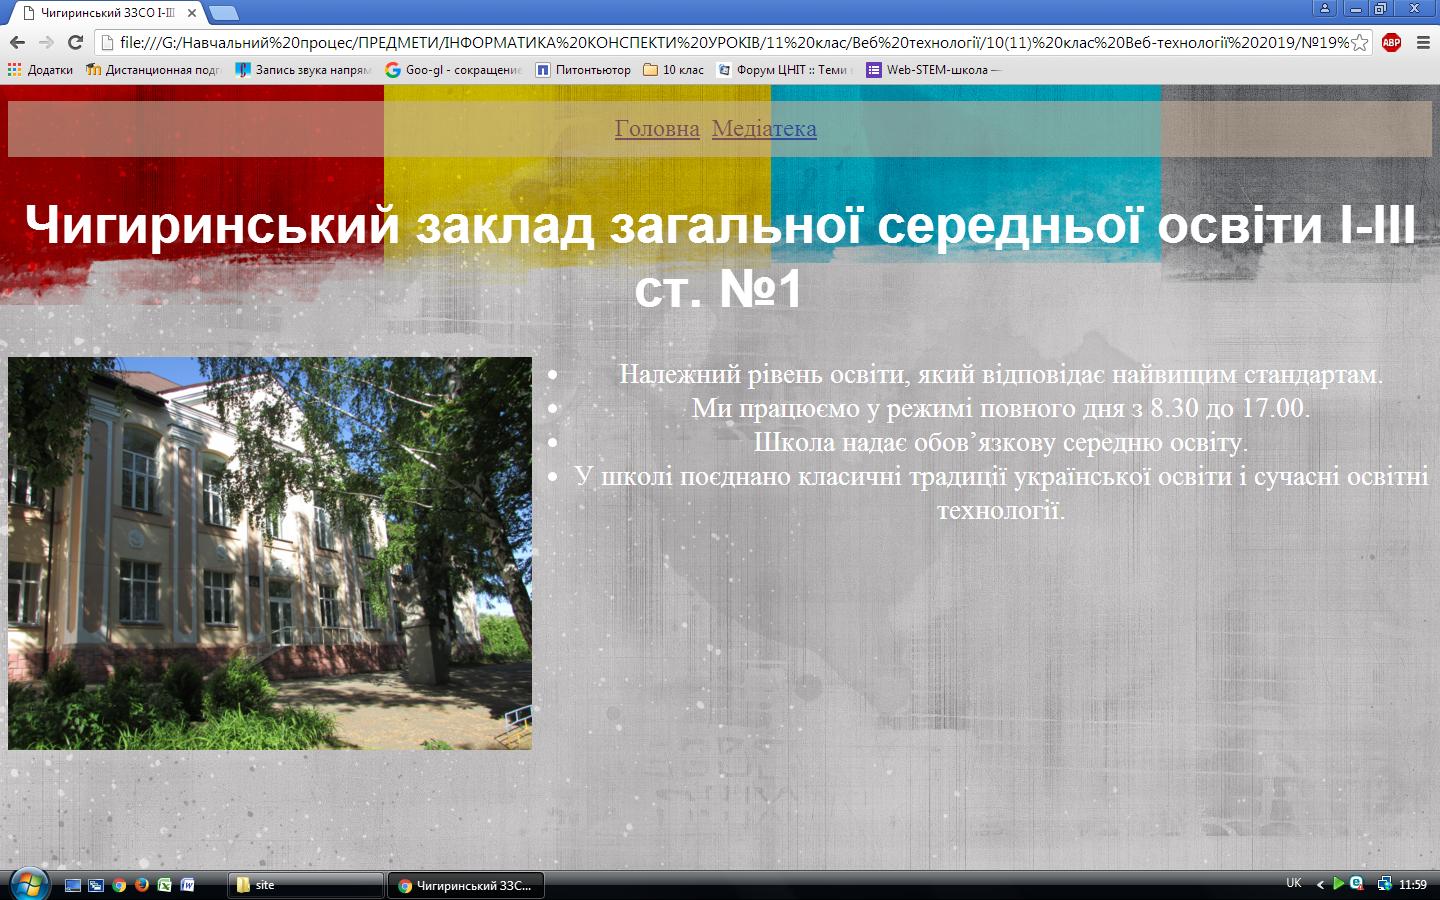 Чигиринський ЗЗСО І-ІІІ
file:///G:/Навчальний%20процес/ПРЕДМЕТИ/ІНФОРМАТИКА%20КОНСПЕКТИ%20УРОКІВ/11%20клас/Веб%20технології/10(11)%20клас%20Веб-технології%202019/№19%
ABP
Додатки Дистанционная подг Запись звука напрям Goo-gl - сокращение Питонтьютор 10 клас Форум ЦНІТ :: Теми Web-STEM-школа —
Головна Медіатека
Чигиринський заклад загальної середньої освіти І-ІІІ
ст. №1
• Належний рівень освіти, який відповідає найвищим стандартам.
• Ми працюємо у режимі повного дня з 8.30 до 17.00.
• Школа надає обов’язкову середню освіту.
• У школі поєднано класичні традиції української освіти і сучасні освітні
технології.
site Чигиринський ЗЗС... UK 11:59